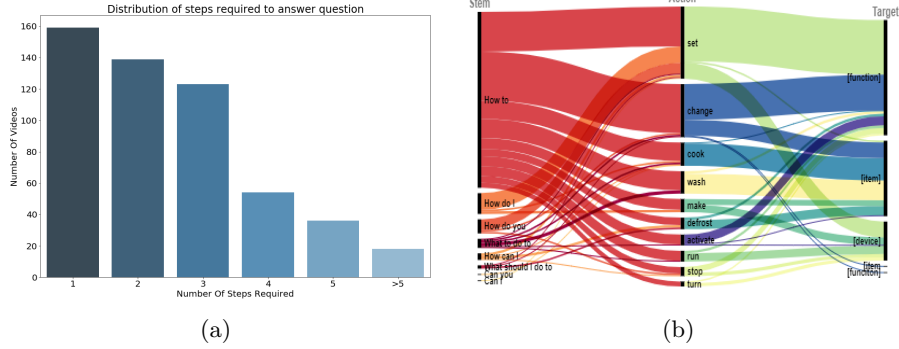 Distribution of steps required to answer question
Number Of Videos
160
140
120
100
80
60
40
20
0
1 2 3 4 5 >5
Number Of Steps Required
(a)
Stem
Action
Target
How to
How do I
How do you
What to do to
How can I
What should I do to
Can you
Can I
set
change
cook
wash
make
defrost
activate
run
stop
turn
[function]
[item]
[device]
[item
[funciton]
(b)